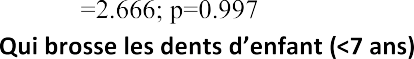 =2.666; p=0.997
Qui brosse les dents d’enfant (<7 ans)